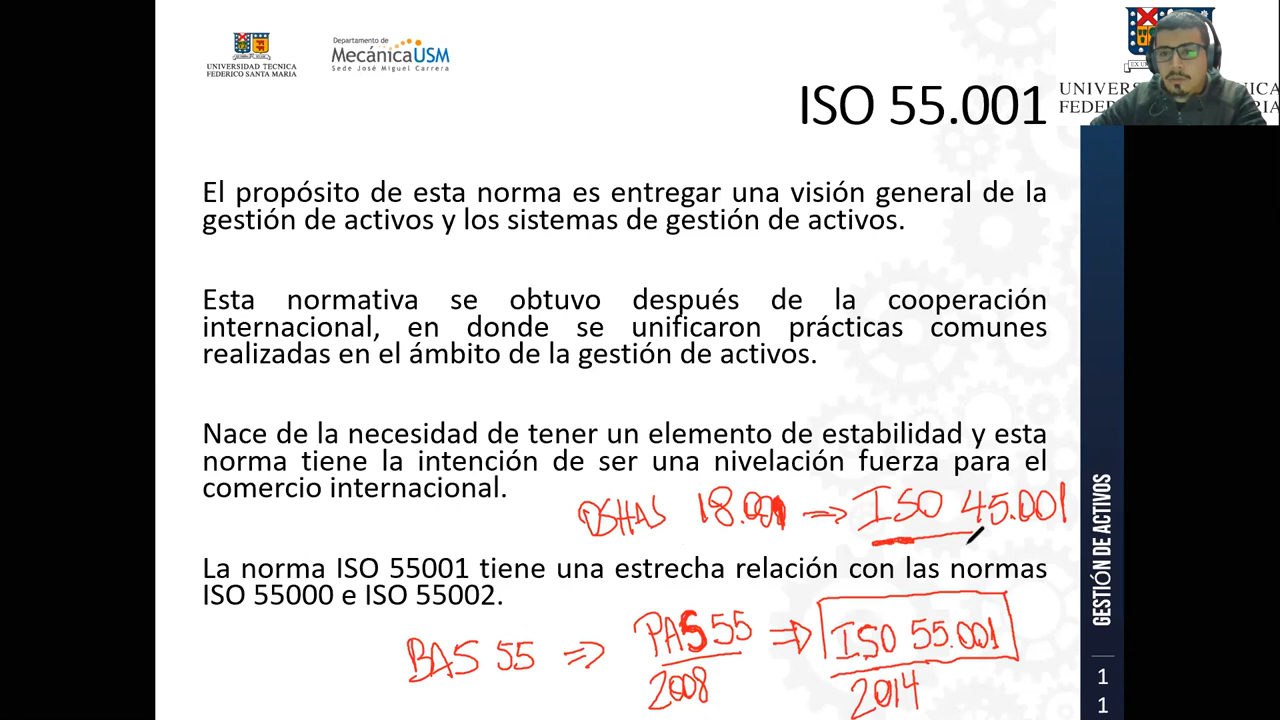 UNIVERSIDAD TECNICA
FEDERICO SANTA MARIA
Departamento de
MecánicaUSM
Sede José Miguel Carrera
ISO 55.001
El propósito de esta norma es entregar una visión general de la
gestión de activos y los sistemas de gestión de activos.
Esta normativa se obtuvo después de la cooperación
internacional, en donde se unificaron prácticas comunes
realizadas en el ámbito de la gestión de activos.
Nace de la necesidad de tener un elemento de estabilidad y esta
norma tiene la intención de ser una nivelación fuerza para el
comercio internacional.
OSHAS 18.001 => ISO 45.001
La norma ISO 55001 tiene una estrecha relación con las normas
ISO 55000 e ISO 55002.
BAS 55 => PAS 55 => ISO 55.001
2008 2014
GESTIÓN DE ACTIVOS
1
1